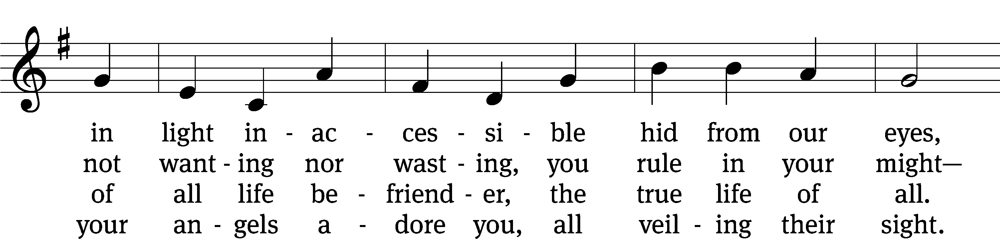 in light in - ac - ces - si - ble hid from our eyes,
not want - ing nor wast - ing, you rule in your might—
of all life be - friend - er, the true life of all.
your an - gels a - dore you, all veil - ing their sight.